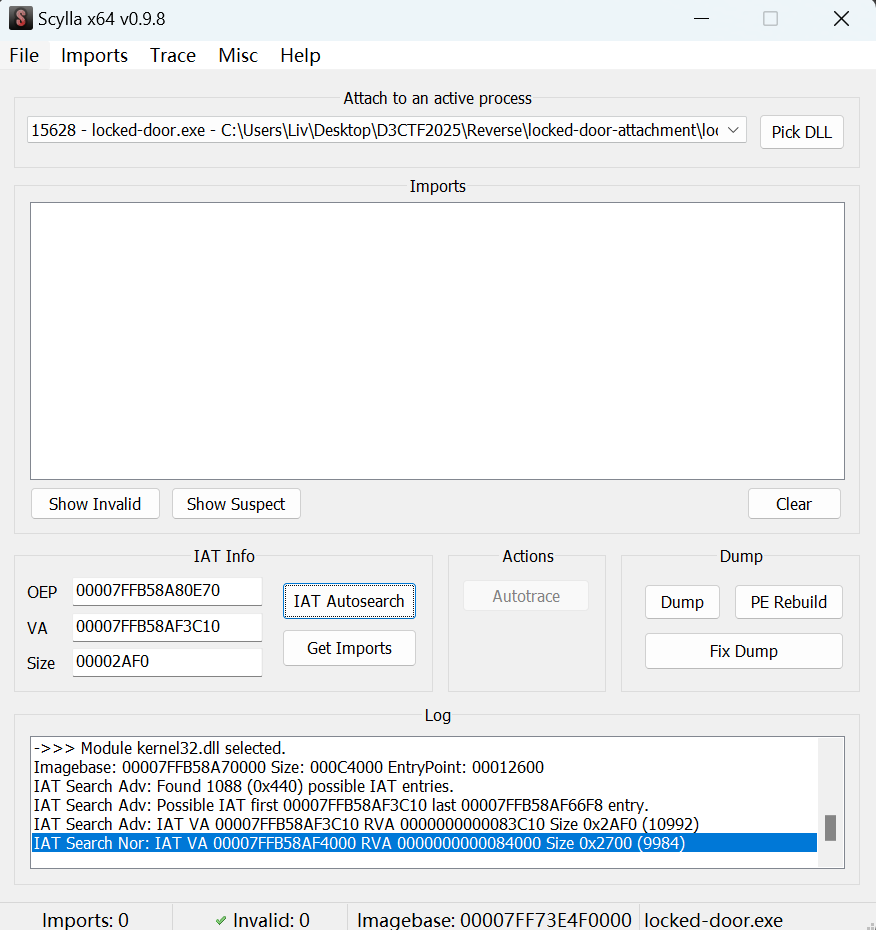 Scylla x64 v0.9.8
File Imports Trace Misc Help
Attach to an active process
15628 - locked-door.exe - C:\Users\Liv\Desktop\D3CTF2025\Reverse\locked-door-attachment\loc
Pick DLL
Imports
Show Invalid Show Suspect Clear
IAT Info
OEP 00007FFB58A80E70
VA 00007FFB58AF3C10
Size 00002AF0
IAT Autosearch
Get Imports
Actions
Autotrace
Dump
Dump PE Rebuild
Fix Dump
Log
->>> Module kernel32.dll selected.
Imagebase: 00007FFB58A70000 Size: 000C4000 EntryPoint: 00012600
IAT Search Adv: Found 1088 (0x440) possible IAT entries.
IAT Search Adv: Possible IAT first 00007FFB58AF3C10 last 00007FFB58AF66F8 entry.
IAT Search Adv: IAT VA 00007FFB58AF3C10 RVA 0000000000083C10 Size 0x2AF0 (10992)
IAT Search Nor: IAT VA 00007FFB58AF4000 RVA 0000000000084000 Size 0x2700 (9984)
Imports: 0 Invalid: 0 Imagebase: 00007FF73E4F0000 locked-door.exe